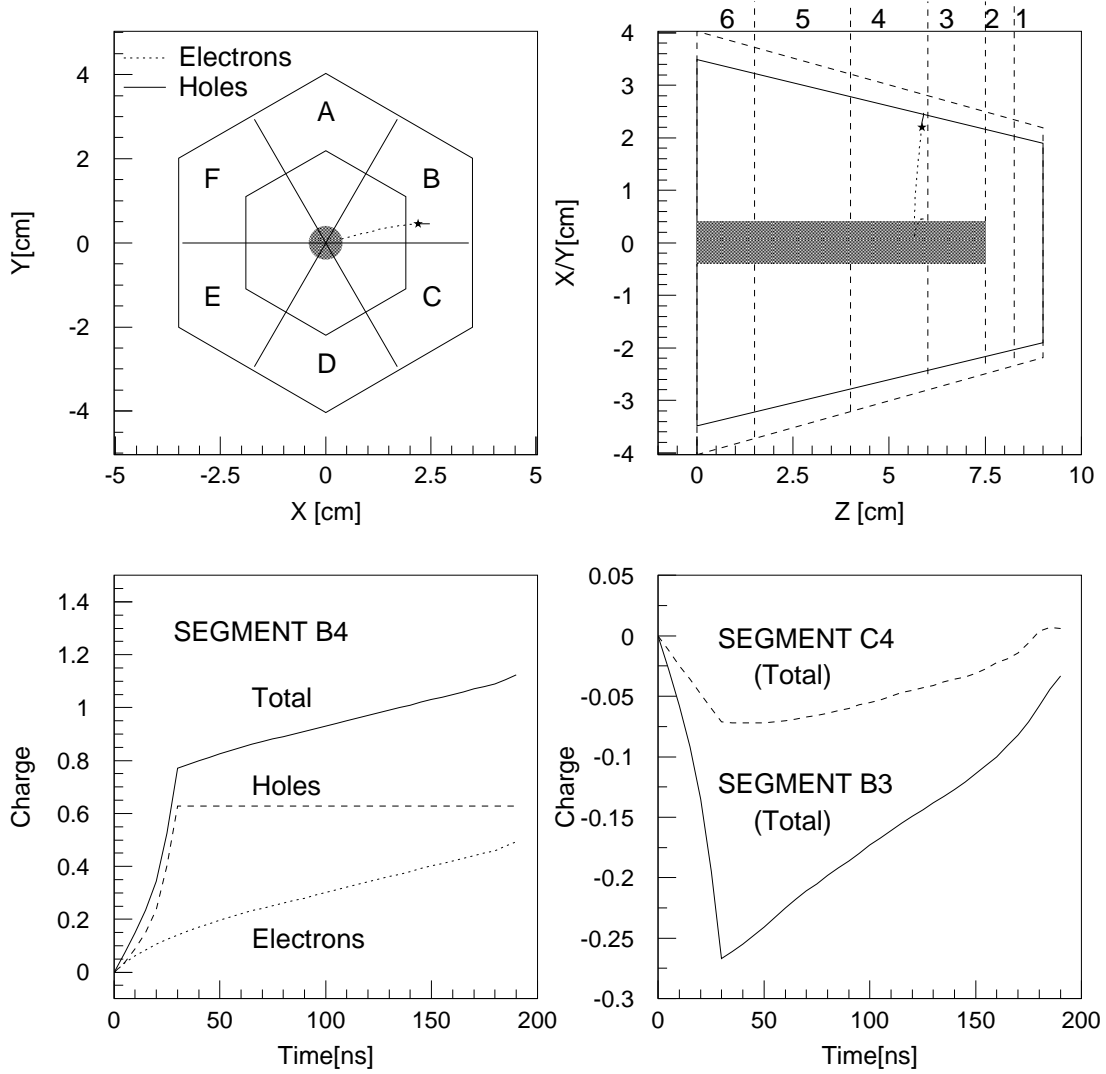 6 5 4 3 2 1
Electrons
Holes
A
B
C
D
E
F
4
2
0
-2
-4
Y[cm]
-5 -2.5 0 2.5 5
X [cm]
4
3
2
1
0
-1
-2
-3
-4
X/Y[cm]
0 2.5 5 7.5 10
Z [cm]
SEGMENT B4
Total
Holes
Electrons
1.4
1.2
1
0.8
0.6
0.4
0.2
0
Charge
0 50 100 150 200
Time[ns]
SEGMENT C4
(Total)
SEGMENT B3
(Total)
0.05
0
-0.05
-0.1
-0.15
-0.2
-0.25
-0.3
Charge
0 50 100 150 200
Time[ns]